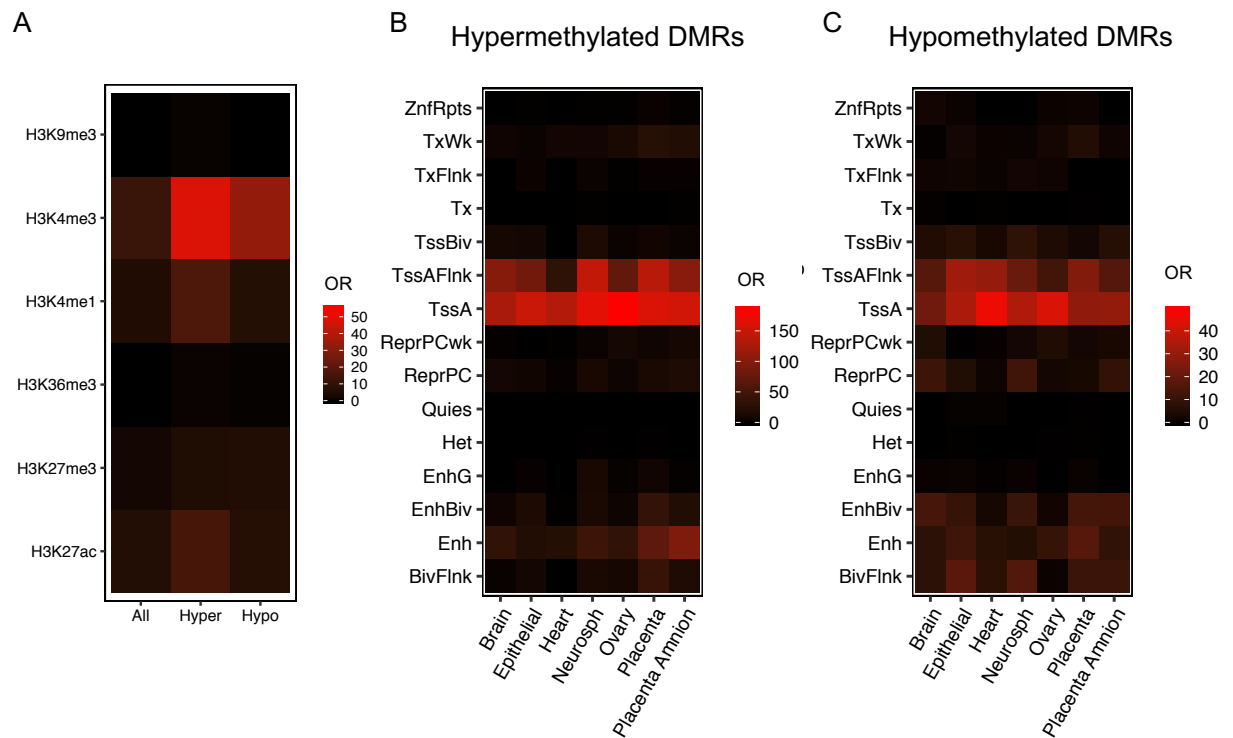 A
H3K9me3
H3K4me3
H3K4me1
H3K36me3
H3K27me3
H3K27ac
All Hyper Hypo
OR
50
40
30
20
10
0
B
Hypermethylated DMRs
ZnfRpts
TxWk
TxFlnk
Tx
TssBiv
TssAFlnk
TssA
ReprPCwk
ReprPC
Quies
Het
EnhG
EnhBiv
Enh
BivFlnk
Brain
Epithelial
Heart
Neurosph
Ovary
Placenta
Placenta Amnion
OR
150
100
50
0
C
Hypomethylated DMRs
ZnfRpts
TxWk
TxFlnk
Tx
TssBiv
TssAFlnk
TssA
ReprPCwk
ReprPC
Quies
Het
EnhG
EnhBiv
Enh
BivFlnk
Brain
Epithelial
Heart
Neurosph
Ovary
Placenta
Placenta Amnion
OR
40
30
20
10
0